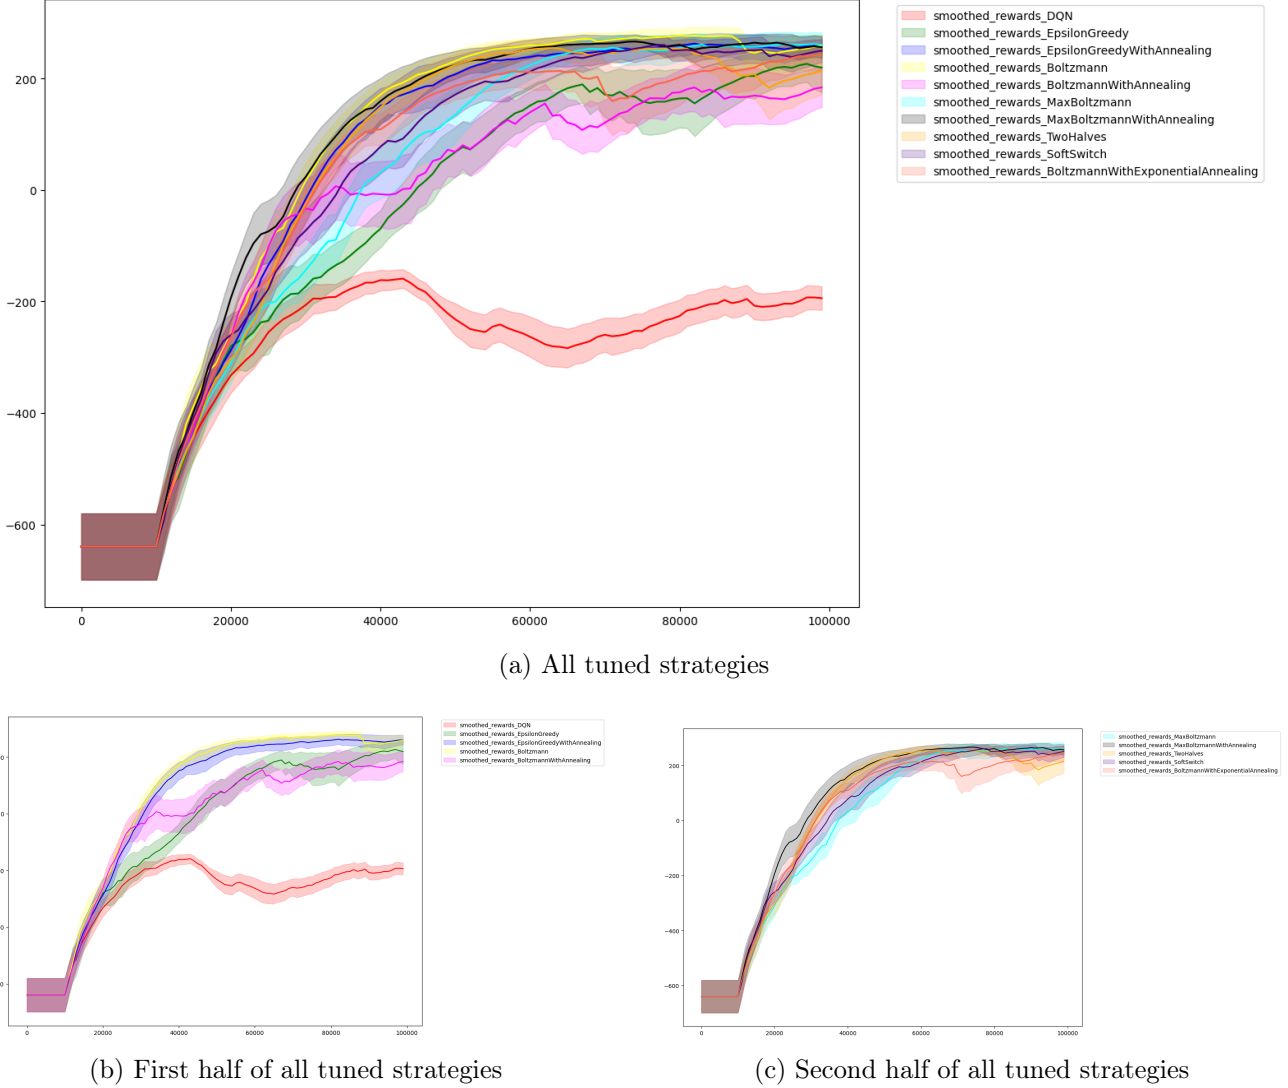 200
0
−200
−400
−600
0 20000 40000 60000 80000 100000
smoothed_rewards_DQN
smoothed_rewards_EpsilonGreedy
smoothed_rewards_EpsilonGreedyWithAnnealing
smoothed_rewards_Boltzmann
smoothed_rewards_BoltzmannWithAnnealing
smoothed_rewards_MaxBoltzmann
smoothed_rewards_MaxBoltzmannWithAnnealing
smoothed_rewards_TwoHalves
smoothed_rewards_SoftSwitch
smoothed_rewards_BoltzmannWithExponentialAnnealing
(a) All tuned strategies
0 20000 40000 60000 80000 100000
smoothed_rewards_DQN
smoothed_rewards_EpsilonGreedy
smoothed_rewards_EpsilonGreedyWithAnnealing
smoothed_rewards_Boltzmann
smoothed_rewards_BoltzmannWithAnnealing
(b) First half of all tuned strategies
200
0
−200
−400
−600
0 20000 40000 60000 80000 100000
smoothed_rewards_MaxBoltzmann
smoothed_rewards_MaxBoltzmannWithAnnealing
smoothed_rewards_TwoHalves
smoothed_rewards_SoftSwitch
smoothed_rewards_BoltzmannWithExponentialAnnealing
(c) Second half of all tuned strategies